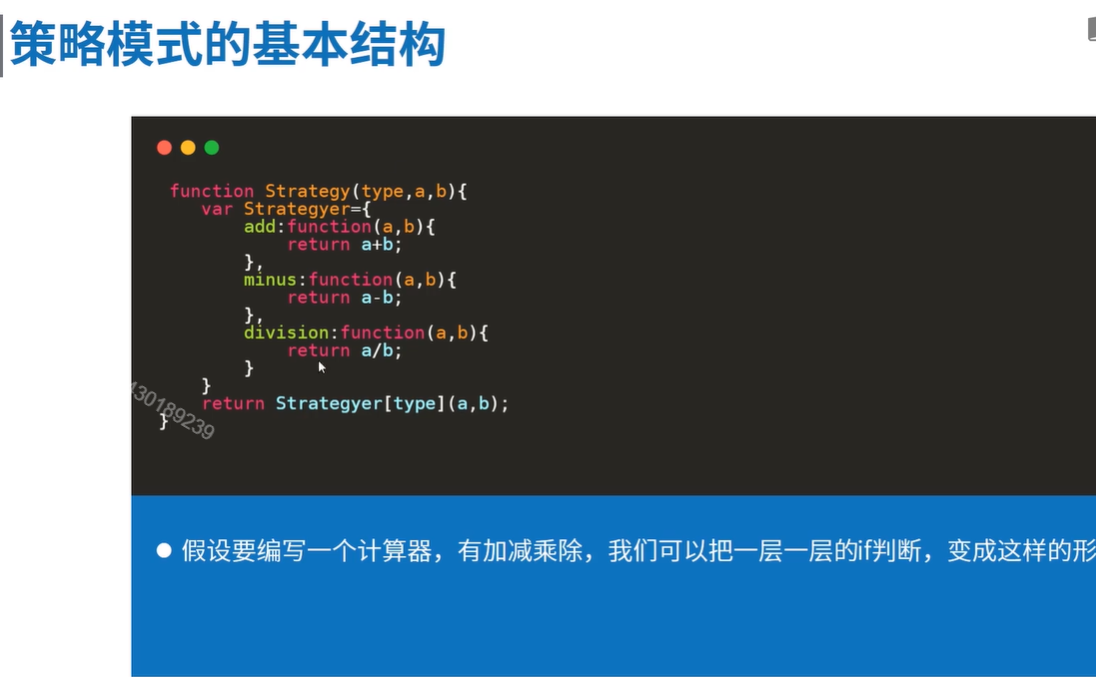 策略模式的基本结构
function Strategy(type,a,b){
var Strategyer={
add:function(a,b){
return a+b;
},
minus:function(a,b){
return a-b;
},
division:function(a,b){
return a/b;
}
}
return Strategyer[type](a,b);
}
430189239
假设要编写一个计算器，有加减乘除，我们可以把一层一层的if判断，变成这样的形